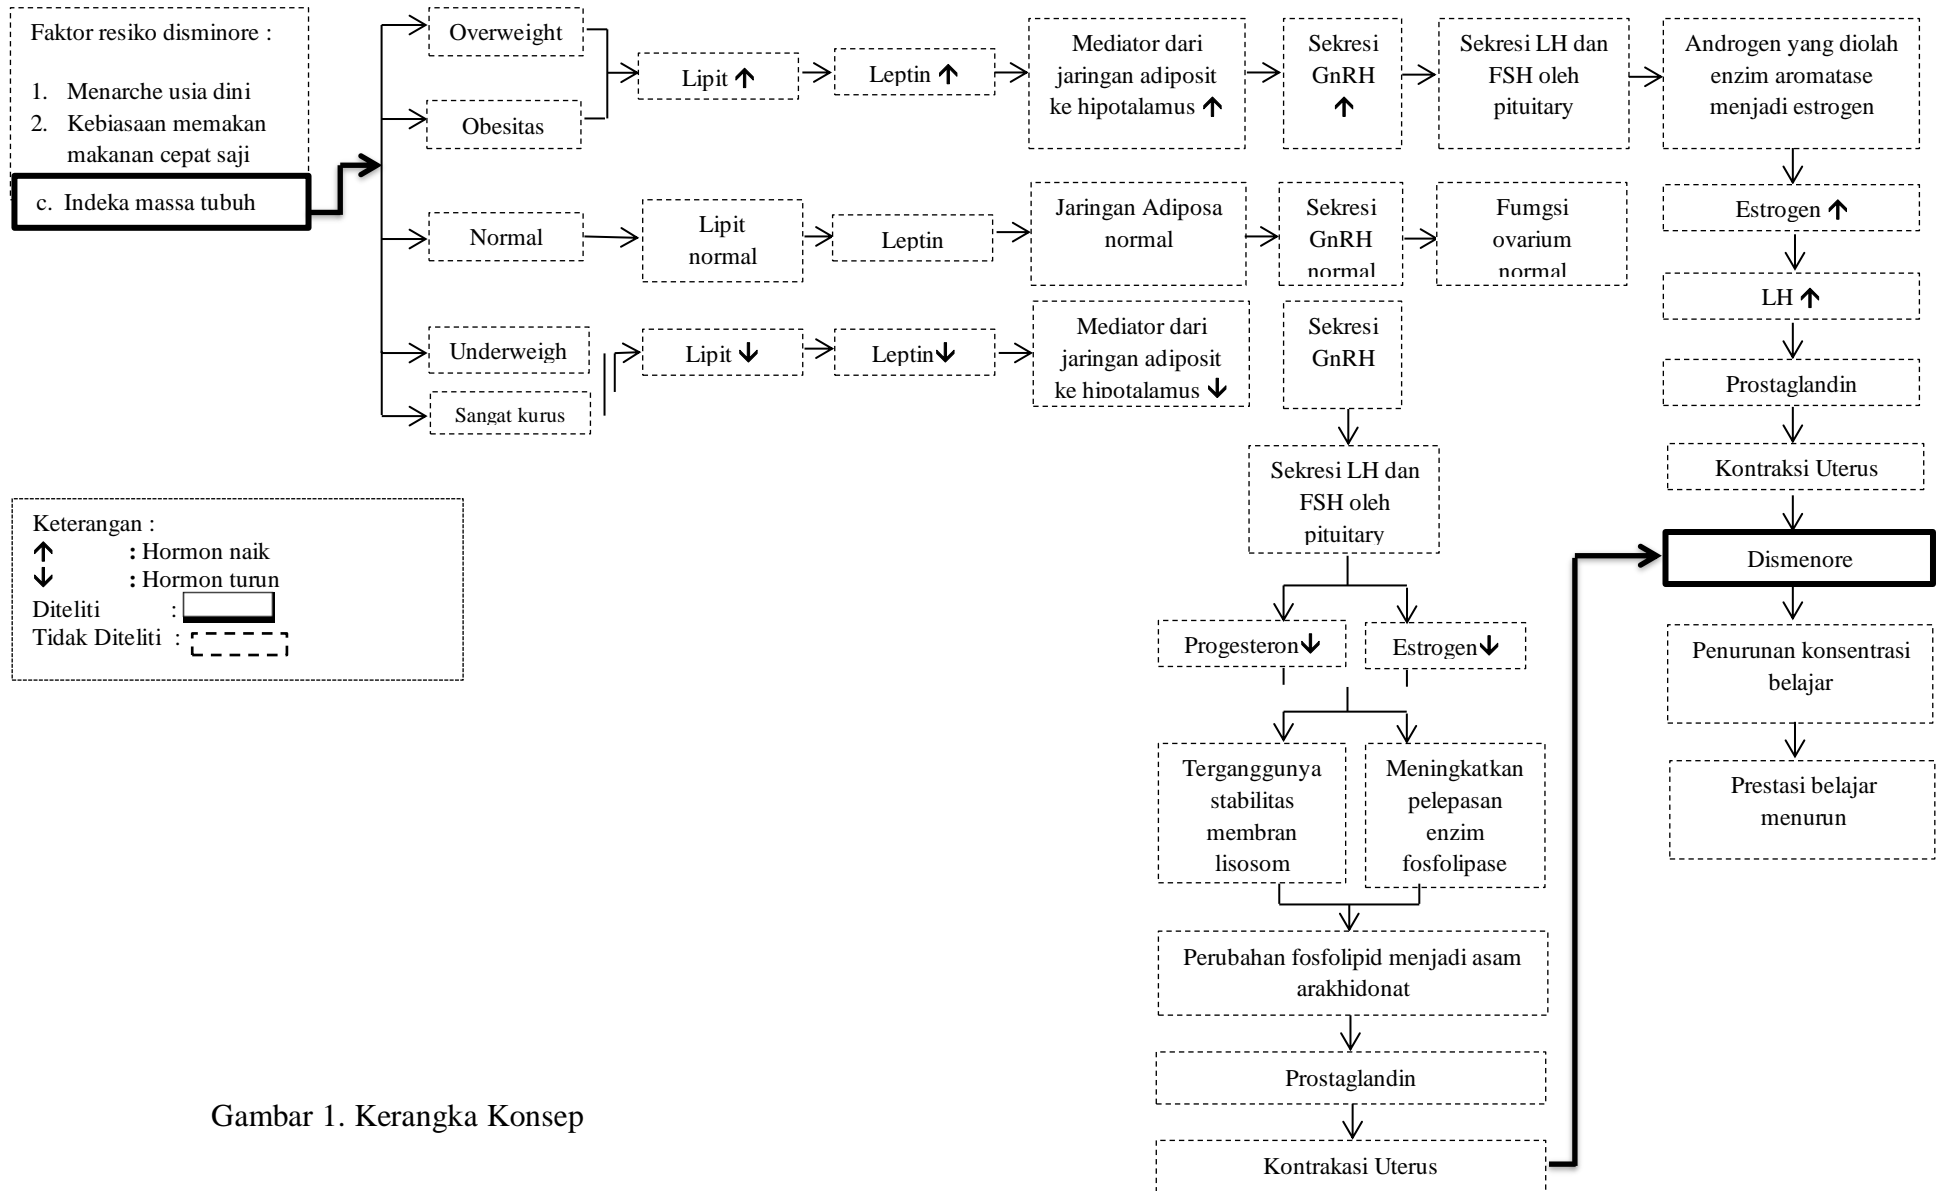 Faktor resiko disminore :
1. Menarche usia dini
2. Kebiasaan memakan
makanan cepat saji
c. Indeka massa tubuh
Overweight
Obesitas
Lipit ↑
Leptin ↑
Mediator dari
jaringan adiposit
ke hipotalamus ↑
Sekresi
GnRH
↑
Sekresi LH dan
FSH oleh
pituitary
Androgen yang diolah
enzim aromatase
menjadi estrogen
Normal
Lipit
normal
Leptin
Jaringan Adiposa
normal
Sekresi
GnRH
normal
Fumgsi
ovarium
normal
Estrogen ↑
LH ↑
Prostaglandin
Kontraksi Uterus
Dismenore
Penurunan konsentrasi
belajar
Prestasi belajar
menurun
Underweigh
Sangat kurus
Lipit ↓
Leptin↓
Mediator dari
jaringan adiposit
ke hipotalamus ↓
Sekresi
GnRH
Sekresi LH dan
FSH oleh
pituitary
Progesteron↓
Estrogen↓
Terganggunya
stabilitas
membran
lisosom
Meningkatkan
pelepasan
enzim
fosfolipase
Perubahan fosfolipid menjadi asam
arakhidonat
Prostaglandin
Kontrakasi Uterus
Keterangan :
↑ : Hormon naik
↓ : Hormon turun
Diteliti :
Tidak Diteliti :
Gambar 1. Kerangka Konsep